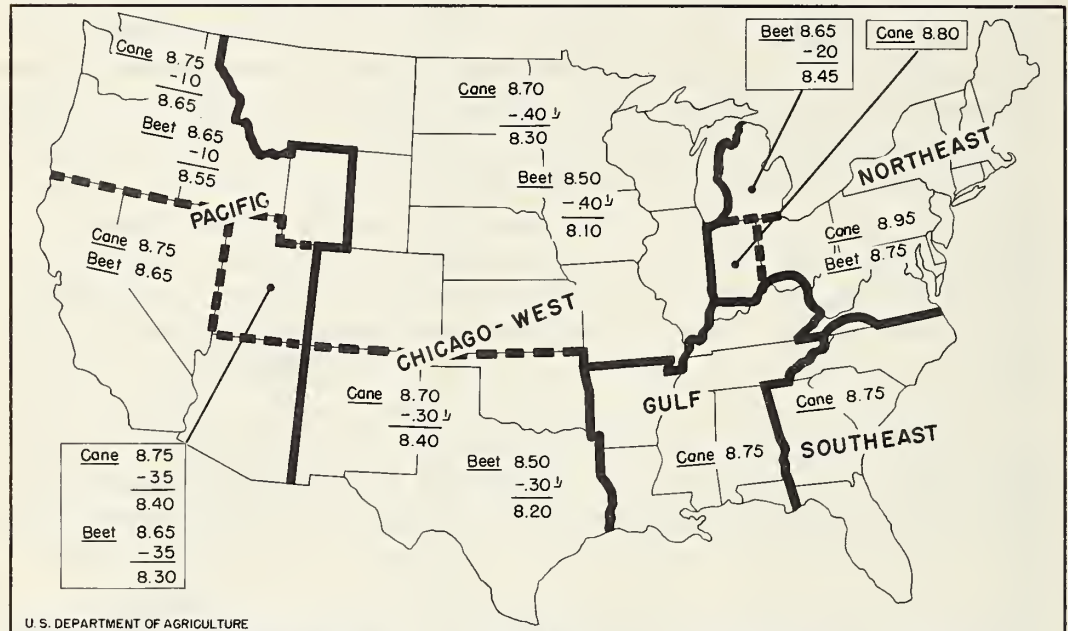 Cane 8.75
-10
8.65
Beet 8.65
-10
8.55
Cane 8.70
-.40 1/
8.30
Beet 8.50
-.40 1/
8.10
Beet 8.65
-20
8.45
Cane 8.80
NORTHEAST
Cane 8.95
Beet 8.75
PACIFIC
Cane 8.75
Beet 8.65
CHICAGO-WEST
Cane 8.70
-.30 1/
8.40
Beet 8.50
-.30 1/
8.20
GULF
Cane 8.75
Cane 8.75
SOUTHEAST
Cane 8.75
-35
8.40
Beet 8.65
-35
8.30
U. S. DEPARTMENT OF AGRICULTURE